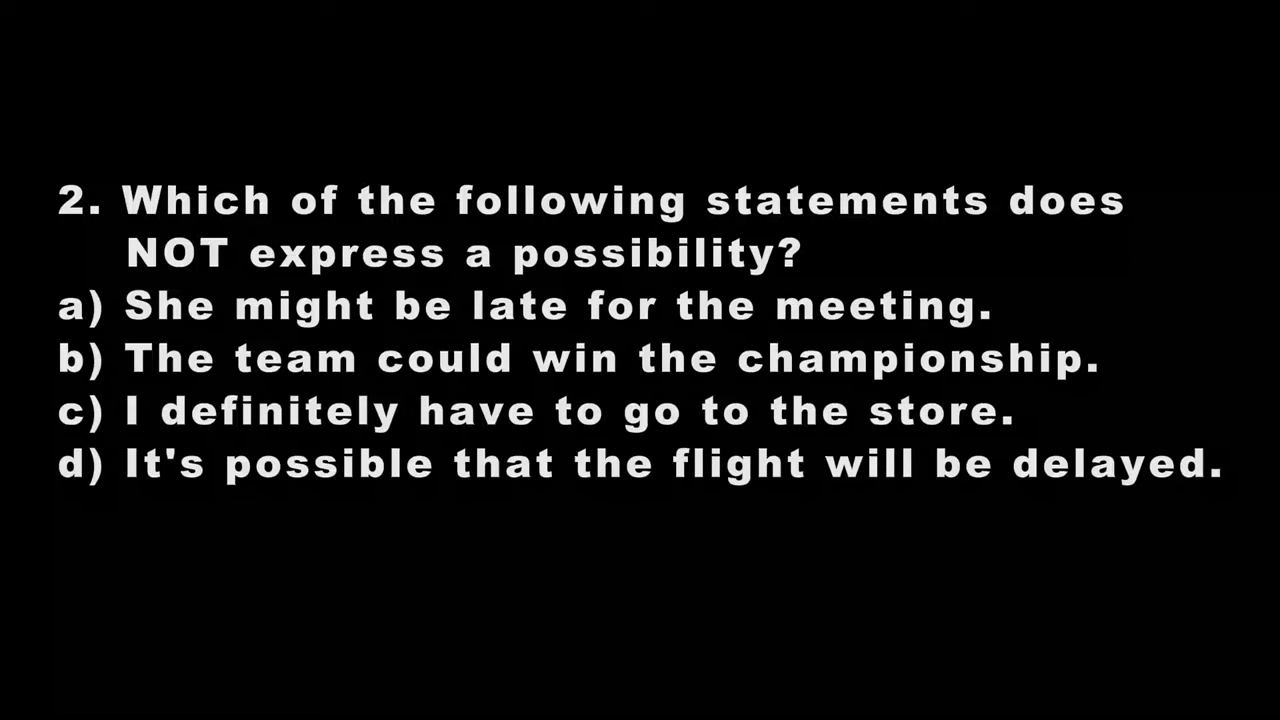 2. Which of the following statements does
NOT express a possibility?
a) She might be late for the meeting.
b) The team could win the championship.
c) I definitely have to go to the store.
d) It's possible that the flight will be delayed.